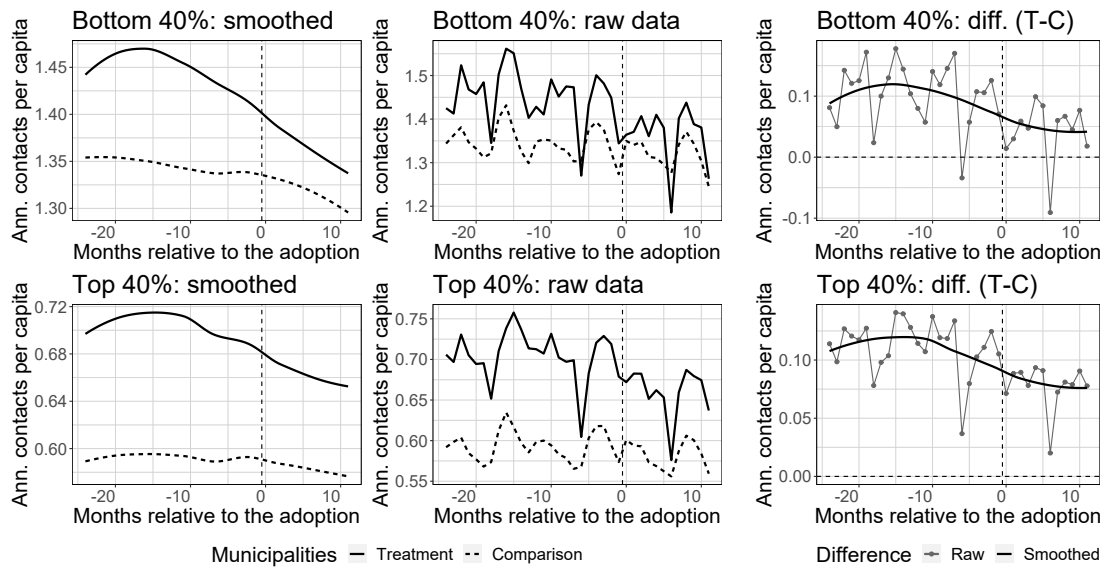 Bottom 40%: smoothed
Ann. contacts per capita
1.45
1.40
1.35
1.30
-20
-10
0
10
Months relative to the adoption
Bottom 40%: raw data
Ann. contacts per capita
1.5
1.4
1.3
1.2
-20
-10
0
10
Months relative to the adoption
Bottom 40%: diff. (T-C)
Ann. contacts per capita
0.1
0.0
-0.1
-20
-10
0
10
Months relative to the adoption
Top 40%: smoothed
Ann. contacts per capita
0.72
0.68
0.64
0.60
-20
-10
0
10
Months relative to the adoption
Top 40%: raw data
Ann. contacts per capita
0.75
0.70
0.65
0.60
0.55
-20
-10
0
10
Months relative to the adoption
Top 40%: diff. (T-C)
Ann. contacts per capita
0.10
0.05
0.00
-20
-10
0
10
Months relative to the adoption
Municipalities Treatment Comparison
Difference Raw Smoothed